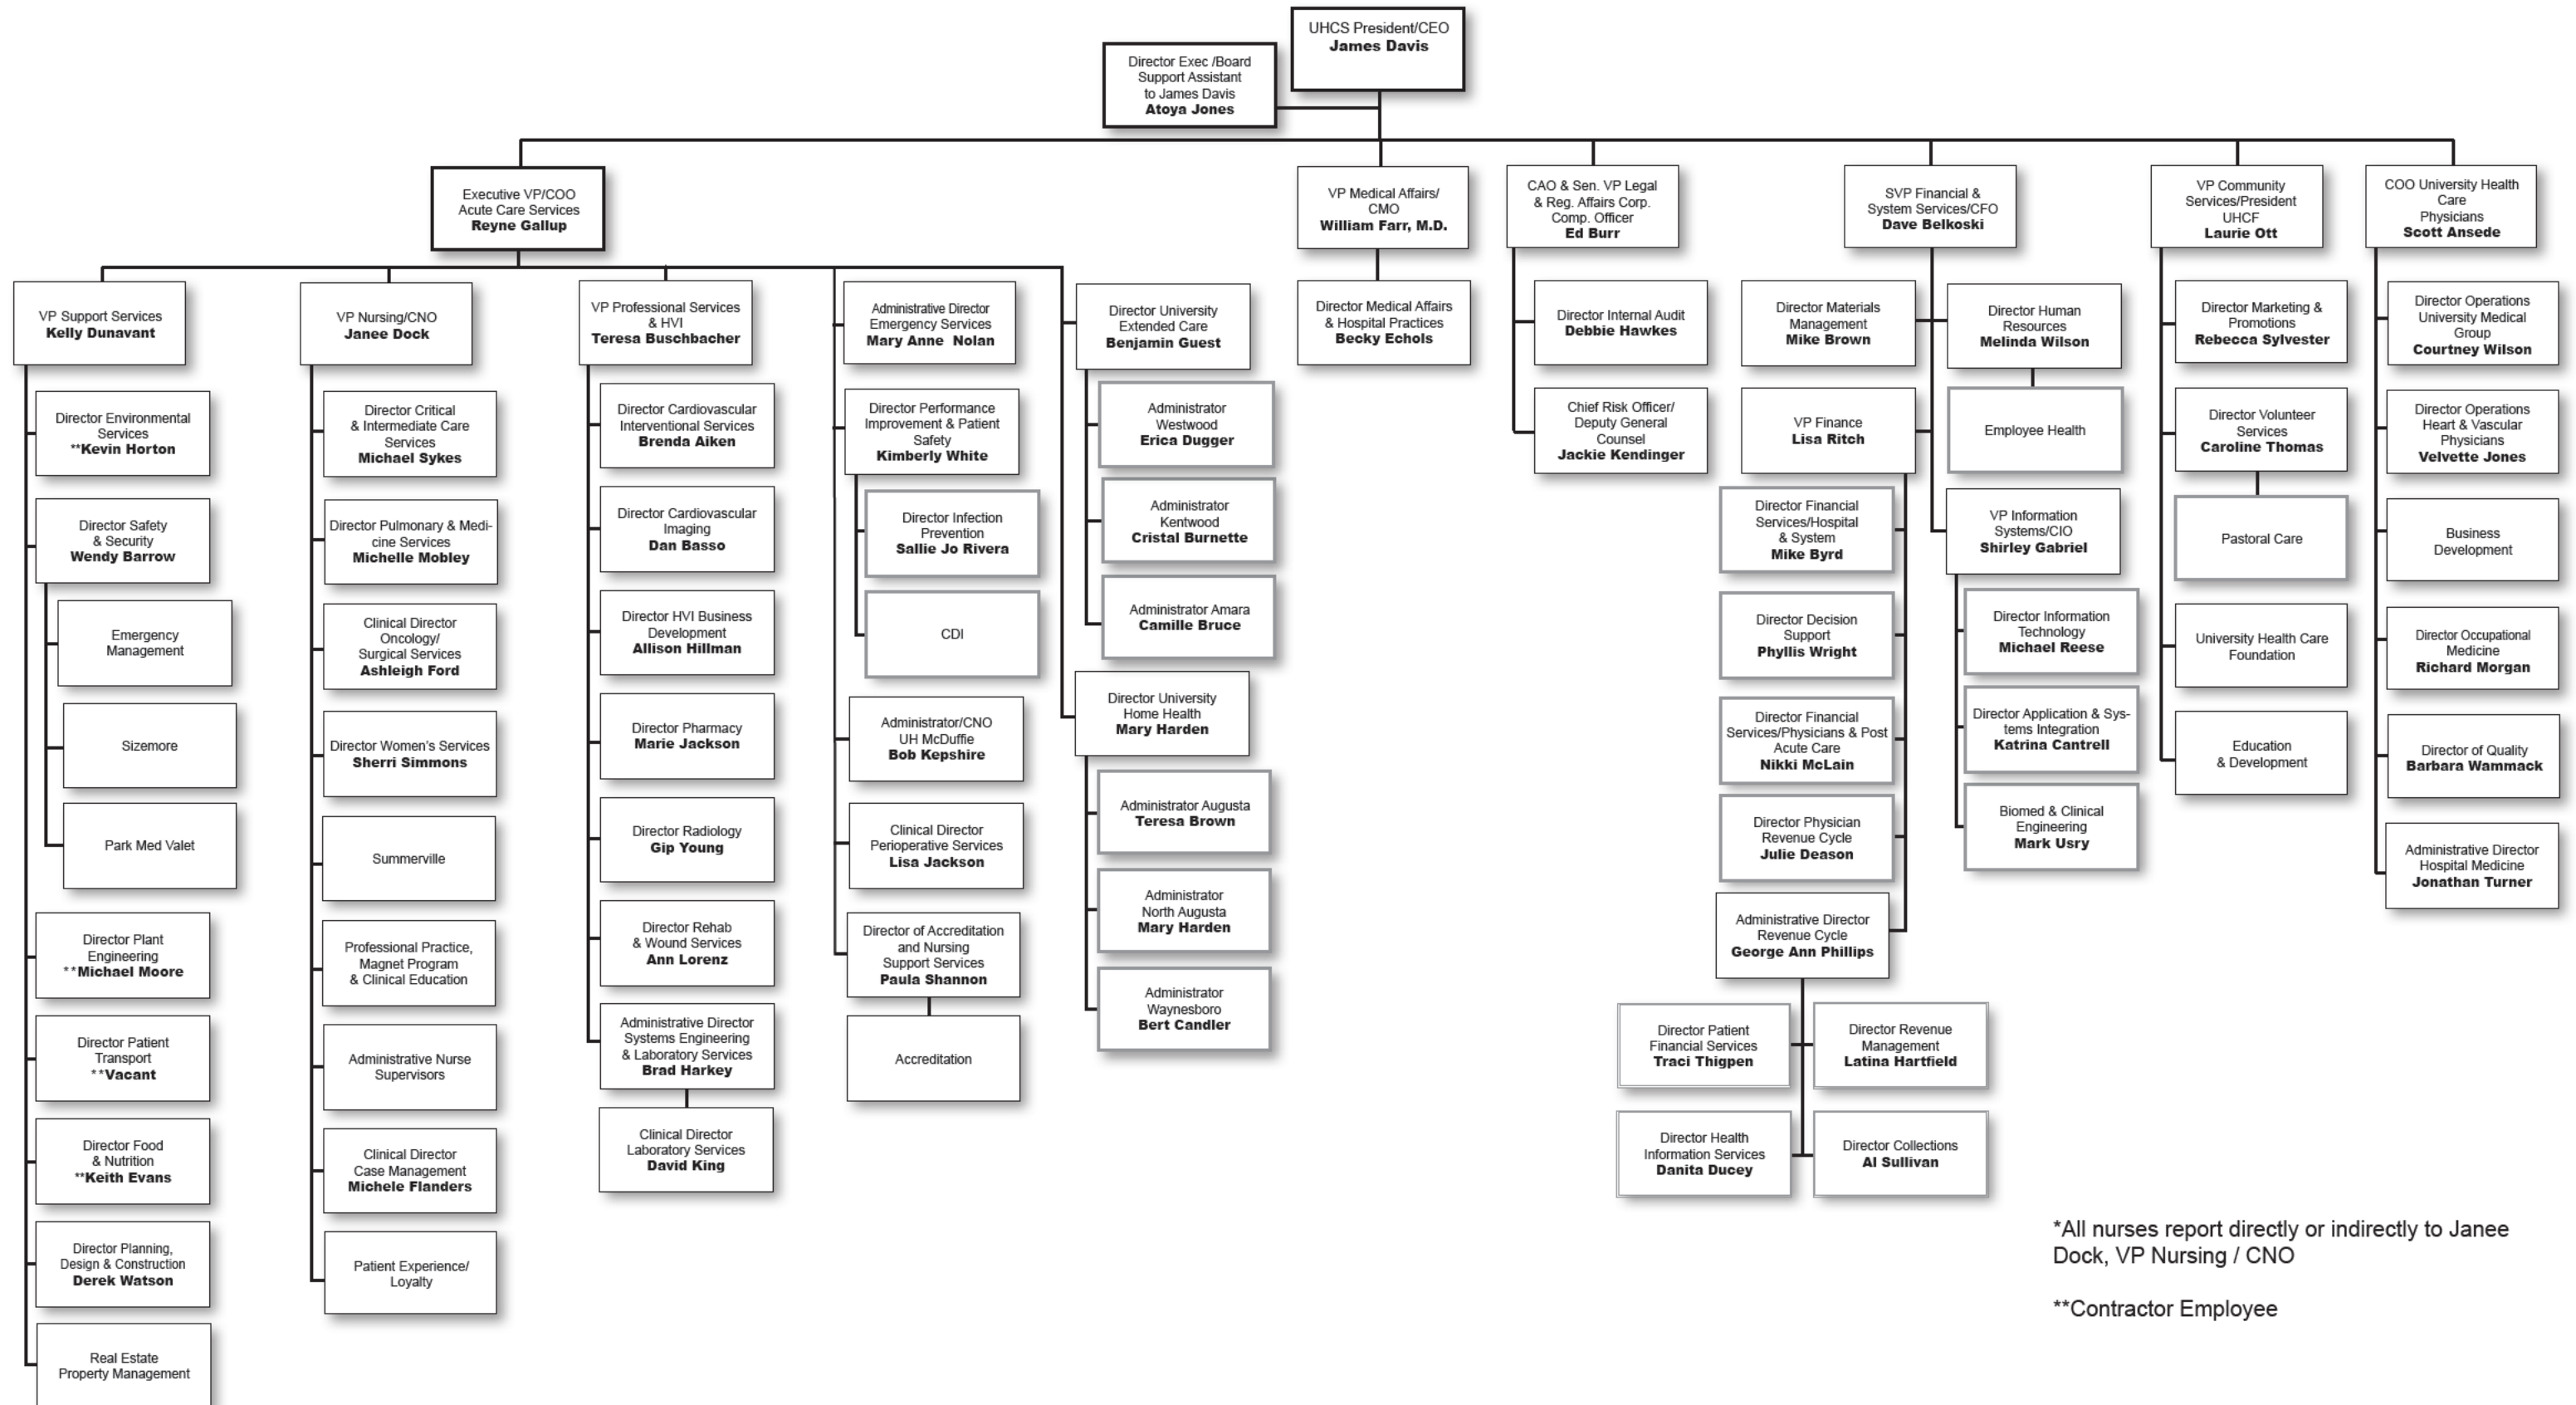 UHCS President/CEO
James Davis
Director Exec /Board
Support Assistant
to James Davis
Atoya Jones
Executive VP/COO
Acute Care Services
Reyne Gallup
VP Medical Affairs/
CMO
William Farr, M.D.
CAO & Sen. VP Legal
& Reg. Affairs Corp.
Comp. Officer
Ed Burr
SVP Financial &
System Services/CFO
Dave Belkoski
VP Community
Services/President
UHCF
Laurie Ott
COO University Health
Care
Physicians
Scott Ansede
VP Support Services
Kelly Dunavant
Director Environmental
Services
**Kevin Horton
Director Safety
& Security
Wendy Barrow
Emergency
Management
Sizemore
Park Med Valet
Director Plant
Engineering
**Michael Moore
Director Patient
Transport
**Vacant
Director Food
& Nutrition
**Keith Evans
Director Planning,
Design & Construction
Derek Watson
Real Estate
Property Management
VP Nursing/CNO
Janee Dock
Director Critical
& Intermediate Care
Services
Michael Sykes
Director Pulmonary & Medi-
cine Services
Michelle Mobley
Clinical Director
Oncology/
Surgical Services
Ashleigh Ford
Director Women's Services
Sherri Simmons
Summerville
Professional Practice,
Magnet Program
& Clinical Education
Administrative Nurse
Supervisors
Clinical Director
Case Management
Michele Flanders
Patient Experience/
Loyalty
VP Professional Services
& HVI
Teresa Buschbacher
Director Cardiovascular
Interventional Services
Brenda Aiken
Director Cardiovascular
Imaging
Dan Basso
Director HVI Business
Development
Allison Hillman
Director Pharmacy
Marie Jackson
Director Radiology
Gip Young
Director Rehab
& Wound Services
Ann Lorenz
Administrative Director
Systems Engineering
& Laboratory Services
Brad Harkey
Clinical Director
Laboratory Services
David King
Administrative Director
Emergency Services
Mary Anne Nolan
Director Performance
Improvement & Patient
Safety
Kimberly White
Director Infection
Prevention
Sallie Jo Rivera
CDI
Administrator/CNO
UH McDuffie
Bob Kepshire
Clinical Director
Perioperative Services
Lisa Jackson
Director of Accreditation
and Nursing
Support Services
Paula Shannon
Accreditation
Director University
Extended Care
Benjamin Guest
Administrator
Westwood
Erica Dugger
Administrator
Kentwood
Cristal Burnette
Administrator Amara
Camille Bruce
Director University
Home Health
Mary Harden
Administrator Augusta
Teresa Brown
Administrator
North Augusta
Mary Harden
Administrator
Waynesboro
Bert Candler
Director Medical Affairs
& Hospital Practices
Becky Echols
Director Internal Audit
Debbie Hawkes
Chief Risk Officer/
Deputy General
Counsel
Jackie Kendinger
Director Materials
Management
Mike Brown
Director Human
Resources
Melinda Wilson
VP Finance
Lisa Ritch
Employee Health
Director Financial
Services/Hospital
& System
Mike Byrd
Director Decision
Support
Phyllis Wright
Director Financial
Services/Physicians & Post
Acute Care
Nikki McLain
Director Physician
Revenue Cycle
Julie Deason
Administrative Director
Revenue Cycle
George Ann Phillips
Director Patient
Financial Services
Traci Thigpen
Director Revenue
Management
Latina Hartfield
Director Health
Information Services
Danita Ducey
Director Collections
Al Sullivan
VP Information
Systems/CIO
Shirley Gabriel
Director Information
Technology
Michael Reese
Director Application & Sys-
tems Integration
Katrina Cantrell
Biomed & Clinical
Engineering
Mark Usry
Director Marketing &
Promotions
Rebecca Sylvester
Director Volunteer
Services
Caroline Thomas
Pastoral Care
University Health Care
Foundation
Education
& Development
Director Operations
University Medical
Group
Courtney Wilson
Director Operations
Heart & Vascular
Physicians
Velvette Jones
Business
Development
Director Occupational
Medicine
Richard Morgan
Director of Quality
Barbara Wammack
Administrative Director
Hospital Medicine
Jonathan Turner
*All nurses report directly or indirectly to Janee
Dock, VP Nursing / CNO
**Contractor Employee